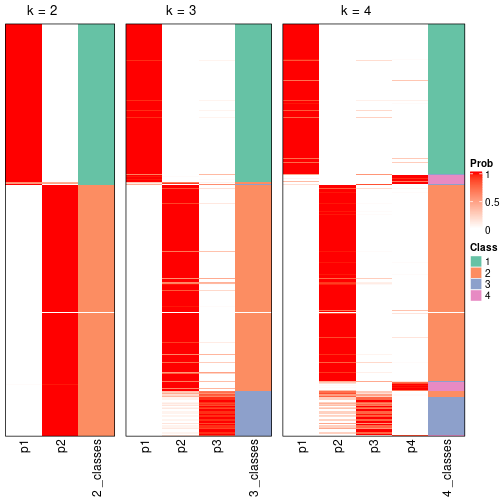 k = 2
k = 3
k = 4
p1
p2
2_classes
p1
p2
p3
3_classes
p1
p2
p3
p4
4_classes
Prob
1
0.5
0
Class
1
2
3
4